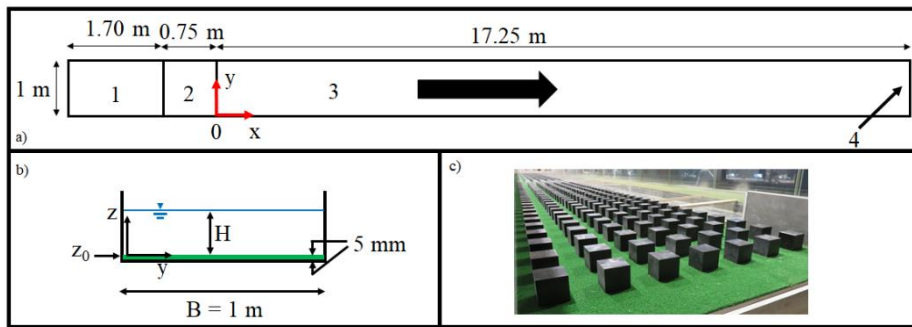 1.70 m 0.75 m 17.25 m
1 m 1 2 y 3
0 x 4
a)
b) c)
z H 5 mm
z₀ y
B = 1 m